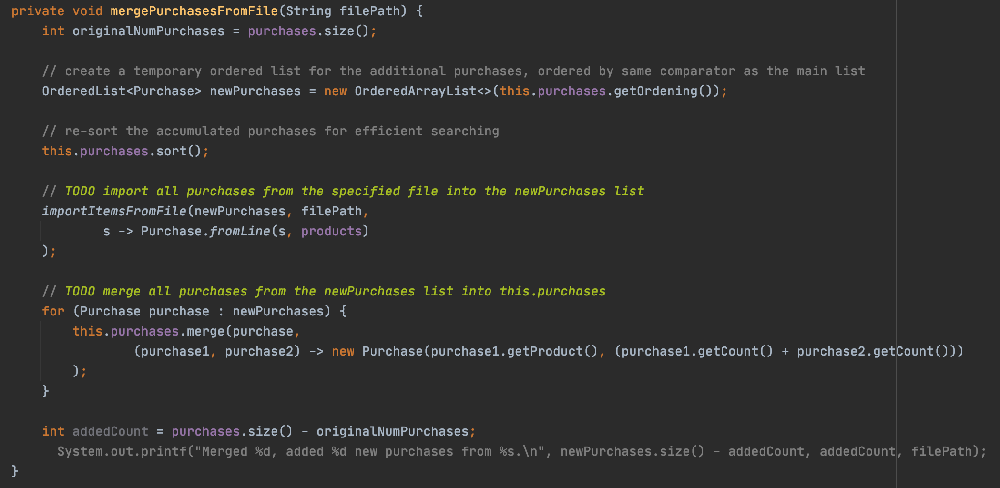 private void mergePurchasesFromFile(String filePath) {
    int originalNumPurchases = purchases.size();

    // create a temporary ordered list for the additional purchases, ordered by same comparator as the main list
    OrderedList<Purchase> newPurchases = new OrderedArrayList<>(this.purchases.getOrdening());

    // re-sort the accumulated purchases for efficient searching
    this.purchases.sort();

    // TODO import all purchases from the specified file into the newPurchases list
    importItemsFromFile(newPurchases, filePath,
            s -> Purchase.fromLine(s, products)
    );

    // TODO merge all purchases from the newPurchases list into this.purchases
    for (Purchase purchase : newPurchases) {
        this.purchases.merge(purchase,
                (purchase1, purchase2) -> new Purchase(purchase1.getProduct(), (purchase1.getCount() + purchase2.getCount()))
        );
    }

    int addedCount = purchases.size() - originalNumPurchases;
      System.out.printf("Merged %d, added %d new purchases from %s.\n", newPurchases.size() - addedCount, addedCount, filePath);
}